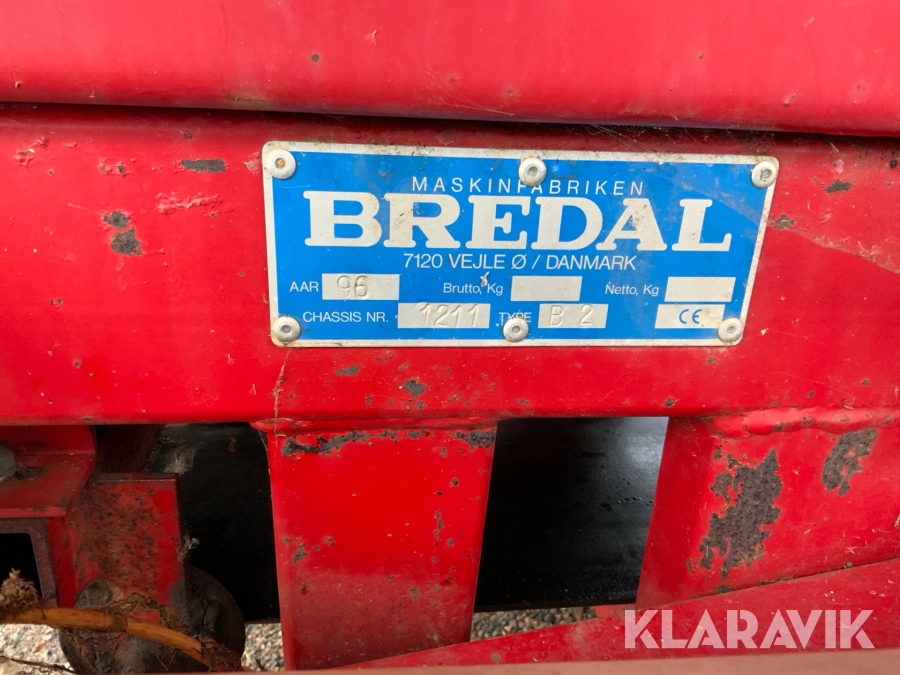 MASKINFABRIKEN
BREDAL
7120 VEJLE Ø / DANMARK
AAR 96 Brutto, Kg Netto, Kg
CHASSIS NR. 1211 TYPE B 2 CE
KLARAVIK